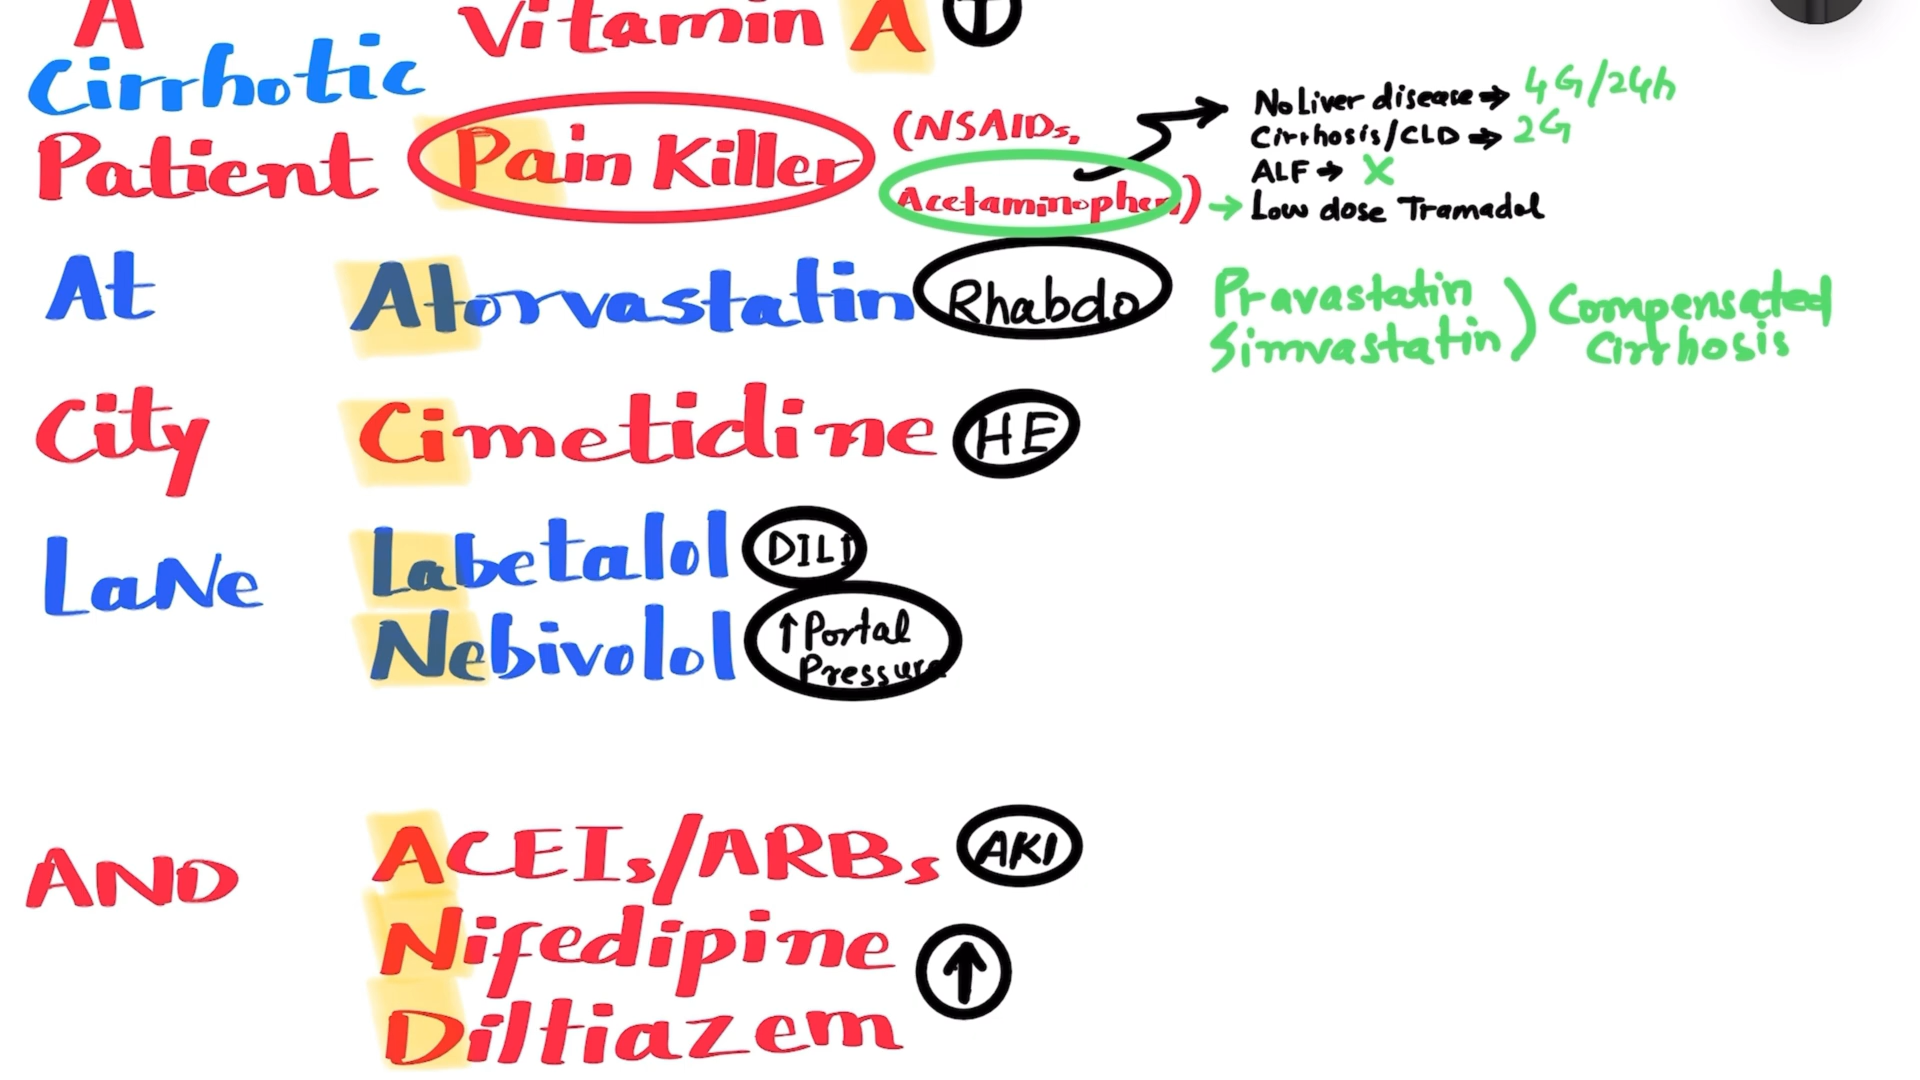 A Vitamin A ↑
Cirrhotic
Patient Pain Killer (NSAIDs,
Acetaminophen) → Low dose Tramadol
No Liver disease → 4G/24h
Cirrhosis/CLD → 2G
ALF → X
At Atorvastatin Rhabdo
Pravastatin
Simvastatin ) Compensated
Cirrhosis
City Cimetidine HE
LaNe Labetalol DILI
Nebivolol ↑ Portal
Pressure
AND ACEIs/ARBs AKI
Nifedipine ↑
Diltiazem